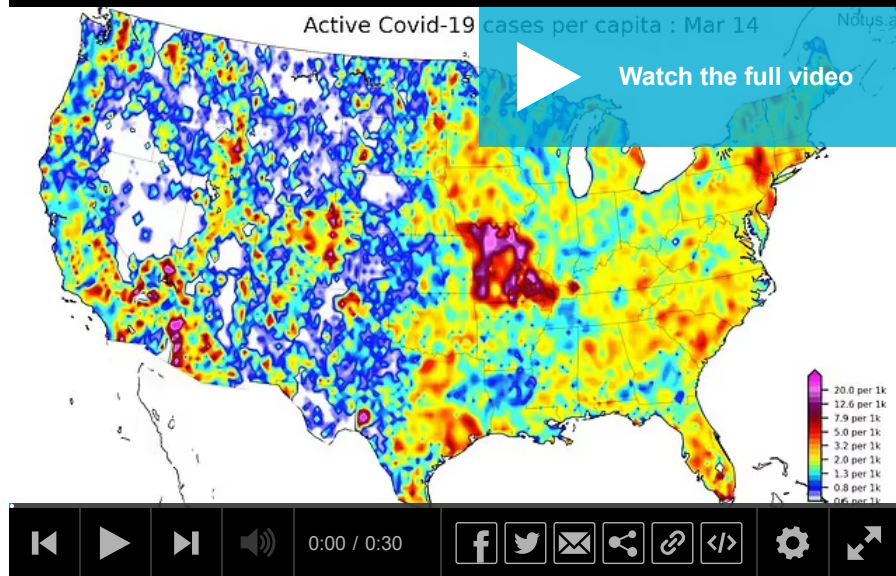 Active Covid-19 cases per capita : Mar 14
Notus.a
Watch the full video
20.0 per 1k
12.6 per 1k
7.9 per 1k
5.0 per 1k
3.2 per 1k
2.0 per 1k
1.3 per 1k
0.8 per 1k
0:00 / 0:30